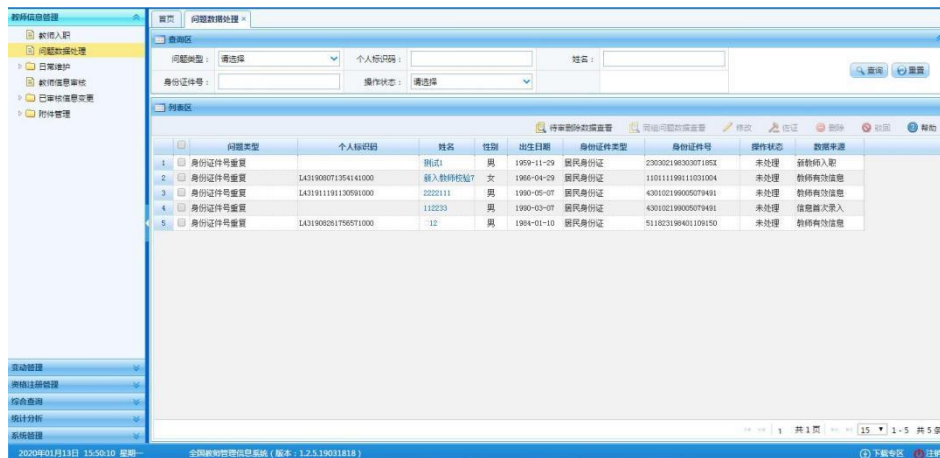 教师信息管理
首页 问题数据处理 ×
教师入职
问题数据处理
日常维护
教师信息审核
已审核信息变更
附件管理
查询区
问题类型： 请选择 个人标识码： 姓名：
身份证件号： 操作状态： 请选择
查询 重置
列表区
待审删除数据查看 同组问题数据查看 修改 佐证 删除 撤回 帮助
问题类型 个人标识码 姓名 性别 出生日期 身份证件类型 身份证件号 操作状态 数据来源
1 身份证件号重复 测试1 男 1959-11-29 居民身份证 23030219830307185X 未处理 新教师入职
2 身份证件号重复 L431908071354141000 新入教师校验7 女 1986-04-29 居民身份证 110111199111031004 未处理 教师有效信息
3 身份证件号重复 L431911191130591000 2222111 男 1990-05-07 居民身份证 430102199005079491 未处理 教师有效信息
4 身份证件号重复 112233 男 1990-03-07 居民身份证 430102199005079491 未处理 信息首次录入
5 身份证件号重复 L431908261756571000 12 男 1984-01-10 居民身份证 511823198401109150 未处理 教师有效信息
变动管理
资格注册管理
综合查询
统计分析
系统管理
1 共1页 15 1-5 共5条
2020年01月13日 15:50:10 星期一 全国教师管理信息系统（版本：1.2.5.19031818） 下载专区 注销